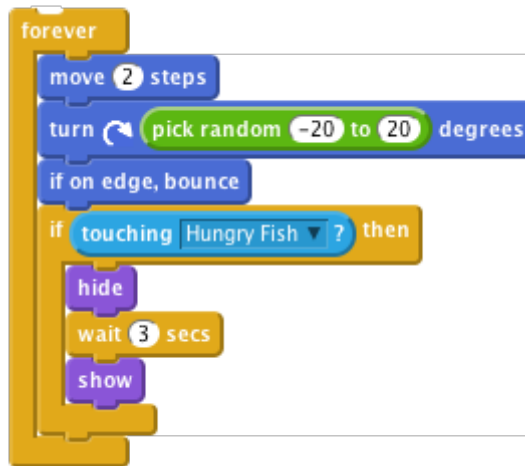 forever
move 2 steps
turn pick random -20 to 20 degrees
if on edge, bounce
if touching Hungry Fish ? then
hide
wait 3 secs
show